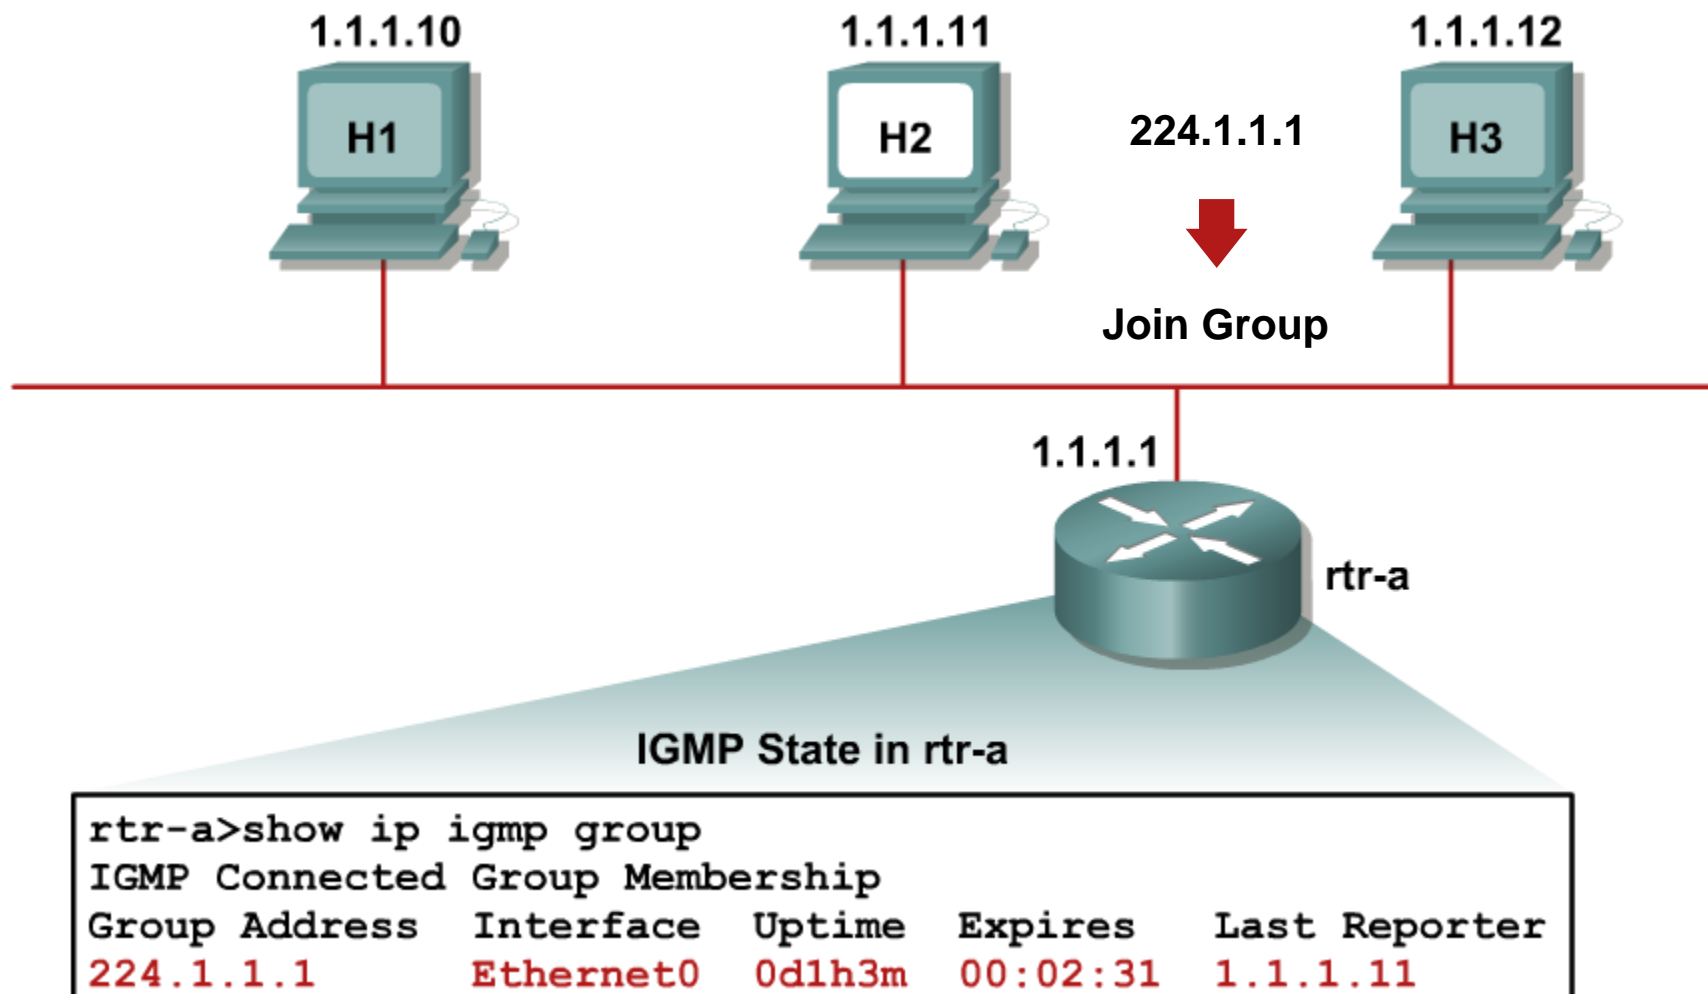 1.1.1.10
1.1.1.11
1.1.1.12
H1
H2
224.1.1.1
H3
Join Group
1.1.1.1
rtr-a
IGMP State in rtr-a
rtr-a>show ip igmp group
IGMP Connected Group Membership
Group Address Interface Uptime Expires Last Reporter
224.1.1.1 Ethernet0 0d1h3m 00:02:31 1.1.1.11